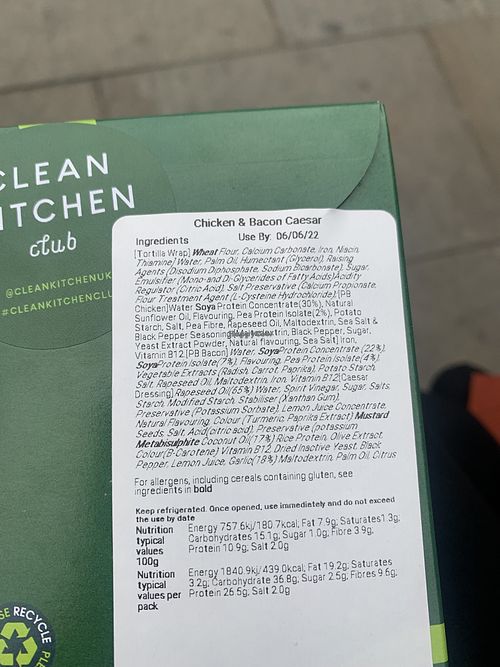 CLEAN
KITCHEN
club
@CLEANKITCHENUK
#CLEANKITCHENCLU
Chicken & Bacon Caesar
Ingredients Use By: 06/06/22
[Tortilla Wrap] Wheat Flour, Calcium Carbonate, Iron, Niacin,
Thiamine] Water, Palm Oil, Humectant (Glycerol), Raising
Agents (Disodium Diphosphate, Sodium Bicarbonate), Sugar,
Emulsifier (Mono-and D-Glycerides of Fatty Acids)Acidity
Regulator (Citric Acid), Salt Preservative (Calcium Propionate,
Flour Treatment Agent (L-Cysteine Hydrochloride),[PB
Chicken]Water Soya Protein Concentrate(30%), Natural
Sunflower Oil, Flavouring, Pea Protein Isolate(2%), Potato
Starch, Salt, Pea Fibre, Rapeseed Oil, Maltodextrin, Sea Salt &
Black Pepper Seasoning Black Pepper, Sugar,
Yeast Extract Powder, Natural flavouring, Sea Salt] Iron,
Vitamin B12.[PB Bacon] Water, SoyaProtein Concentrate (22%),
SoyaProtein Isolate(7%), Flavouring, Pea Protein Isolate(4%),
Vegetable Extracts (Radish, Carrot, Paprika), Potato Starch,
Salt, Rapeseed Oil, Maltodextrin, Iron, Vitamin B12[Caesar
Dressing] Rapeseed Oil(65%) Water, Spirit Vinegar, Sugar, Salts,
Starch, Modified Starch, Stabiliser (Xanthan Gum),
Preservative (Potassium Sorbate), Lemon Juice Concentrate,
Natural Flavouring, Colour (Turmeric, Paprika Extract) Mustard
Seeds, Salt, Acid(citric acid), Preservative (potassium
Metabisulphite Coconut Oil(17%) Rice Protein, Olive Extract,
Colour(B-Carotene) Vitamin B12, Dried Inactive Yeast, Black
Pepper, Lemon Juice, Garlic(18%) Maltodextrin, Palm Oil, Citrus
For allergens, including cereals containing gluten, see
ingredients in bold
Keep refrigerated. Once opened, use immediately and do not exceed
the use by date
Nutrition typical values 100g
Energy 757.6kj/180.7kcal; Fat 7.9g; Saturates1.3g;
Carbohydrates 15.1g; Sugar 1.0g; Fibre 3.9g;
Protein 10.9g; Salt 2.0g
Nutrition typical values per pack
Energy 1840.9kj/439.0kcal; Fat 19.2g; Saturates
3.2g; Carbohydrate 36.8g; Sugar 2.5g; Fibres 9.6g;
Protein 26.5g; Salt 2.0g
RECYCLE